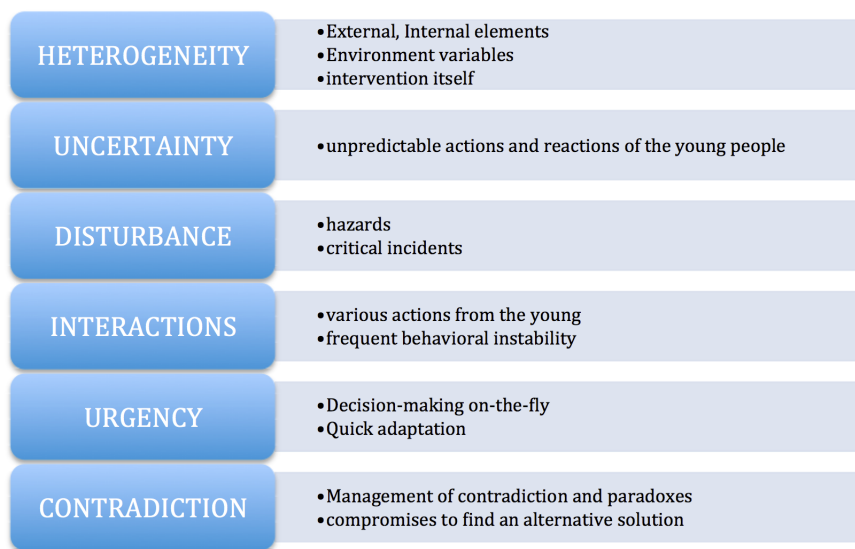 HETEROGENEITY
•External, Internal elements
•Environment variables
•intervention itself
UNCERTAINTY
•unpredictable actions and reactions of the young people
DISTURBANCE
•hazards
•critical incidents
INTERACTIONS
•various actions from the young
•frequent behavioral instability
URGENCY
•Decision-making on-the-fly
•Quick adaptation
CONTRADICTION
•Management of contradiction and paradoxes
•compromises to find an alternative solution